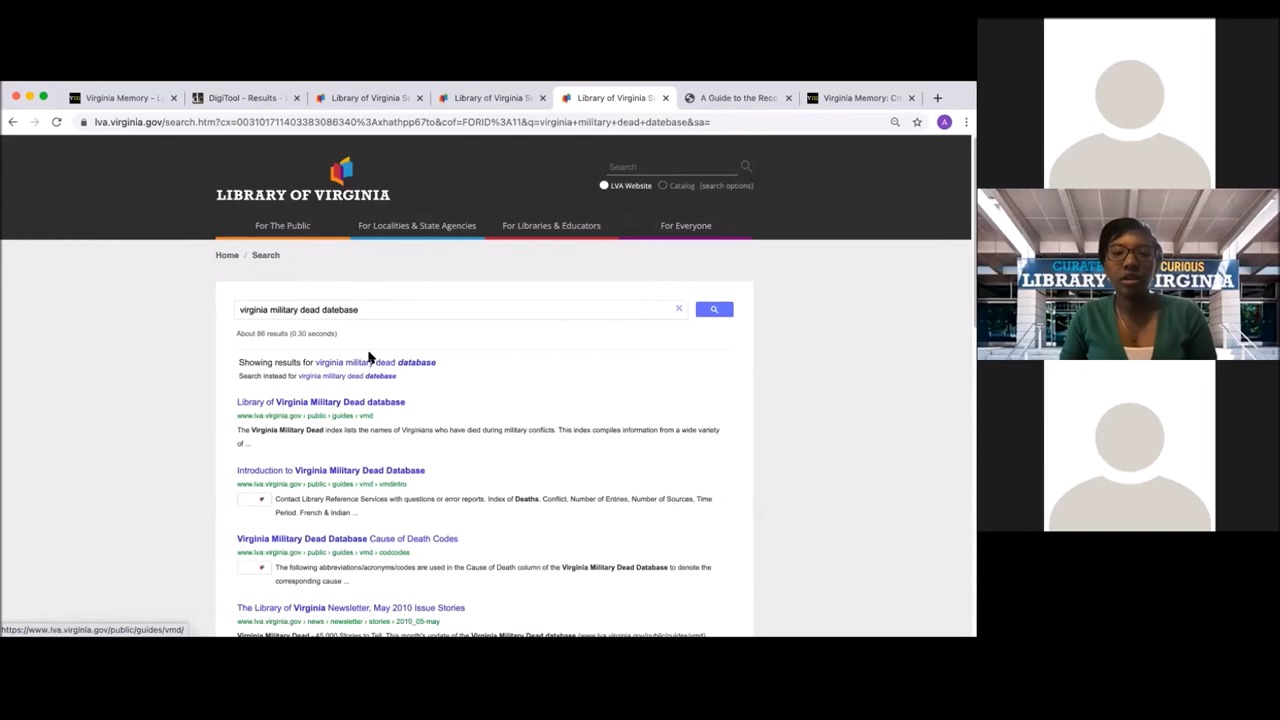 Virginia Memory - L
DigiTool - Results -
Library of Virginia S
Library of Virginia S
Library of Virginia S
A Guide to the Reco
Virginia Memory: Ch
lva.virginia.gov/search.htm?cx=003101711403383086340%3Axhathpp67to&cof=FORID%3A11&q=virginia+military+dead+datebase&sa=
A
LIBRARY OF VIRGINIA
Search
LVA Website Catalog [search options]
For The Public For Localities & State Agencies For Libraries & Educators For Everyone
Home / Search
virginia military dead datebase
About 86 results (0.30 seconds)
Showing results for virginia military dead database
Search instead for virginia military dead datebase
Library of Virginia Military Dead database
www.lva.virginia.gov › public › guides › vmd
The Virginia Military Dead index lists the names of Virginians who have died during military conflicts. This index compiles information from a wide variety
of ...
Introduction to Virginia Military Dead Database
www.lva.virginia.gov › public › guides › vmd › vmdintro
Contact Library Reference Services with questions or error reports. Index of Deaths. Conflict, Number of Entries, Number of Sources, Time
Period. French & Indian ...
Virginia Military Dead Database Cause of Death Codes
www.lva.virginia.gov › public › guides › vmd › codcodes
The following abbreviations/acronyms/codes are used in the Cause of Death column of the Virginia Military Dead Database to denote the
corresponding cause ...
The Library of Virginia Newsletter, May 2010 Issue Stories
www.lva.virginia.gov › news › newsletter › stories › 2010_05-may
Virginia Military Dead - 45,000 Stories to Tell. This month's update of the Virginia Military Dead database (www.lva.virginia.gov/public/guides/vmd)
https://www.lva.virginia.gov/public/guides/vmd/
CURATE CURIOUS
LIBRARY VIRGINIA